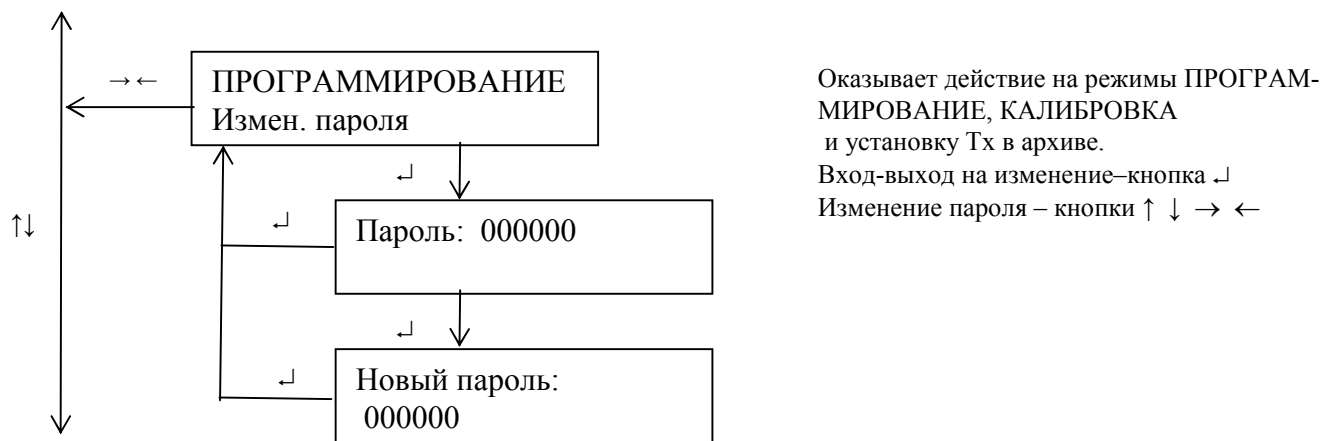 → ←
ПРОГРАММИРОВАНИЕ
Измен. пароля
↵
↑↓
↵
Пароль: 000000
↵
↵
Новый пароль:
000000
Оказывает действие на режимы ПРОГРАМ-
МИРОВАНИЕ, КАЛИБРОВКА
и установку Тх в архиве.
Вход-выход на изменение–кнопка ↵
Изменение пароля – кнопки ↑ ↓ → ←